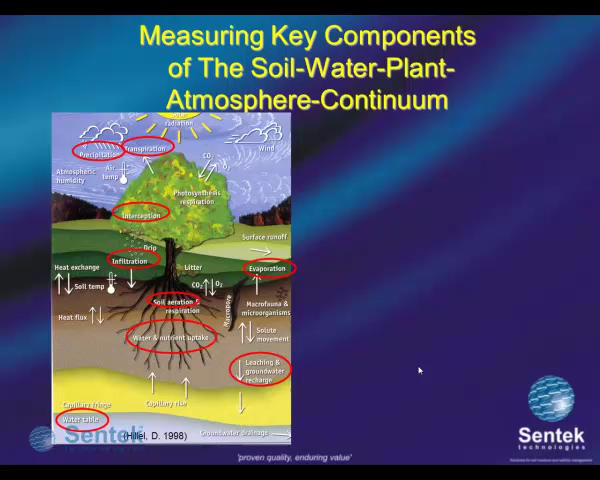 Measuring Key Components
of The Soil-Water-Plant-
Atmosphere-Continuum
radiation
Precipitation
Transpiration
Wind
Atmospheric
humidity
Air
temp
CO2
O2
Photosynthesis
respiration
Interception
Drip
Surface runoff
Infiltration
Litter
Evaporation
Heat exchange
Soil temp
CO2
O2
Soil aeration &
respiration
Macropore
Macrofauna &
microorganisms
Heat flux
Water & nutrient uptake
Solute
movement
Leaching &
groundwater
recharge
Capillary fringe
Capillary rise
Water table
Sentek
(Hillel, D. 1998)
Groundwater drainage
Sentek
technologies
'proven quality, enduring value'